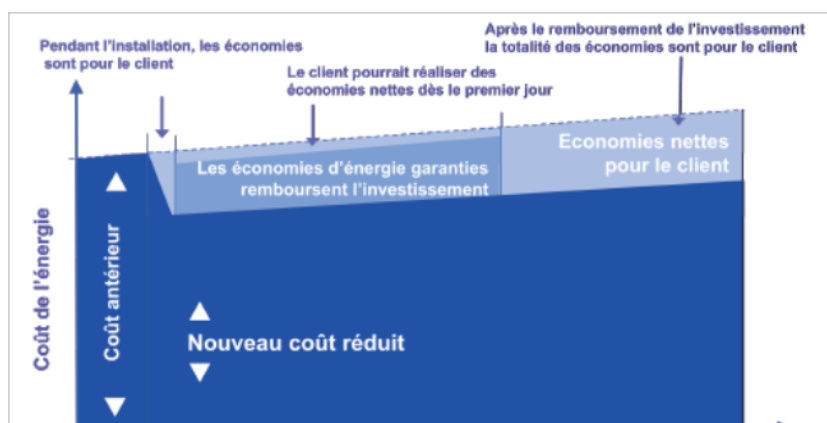 Après le remboursement de l'investissement
la totalité des économies sont pour le client
Pendant l'installation, les économies
sont pour le client
Le client pourrait réaliser des
économies nettes dès le premier jour
Economies nettes
pour le client
Les économies d'énergie garanties
remboursent l'investissement
Coût de l'énergie
Coût antérieur
Nouveau coût réduit